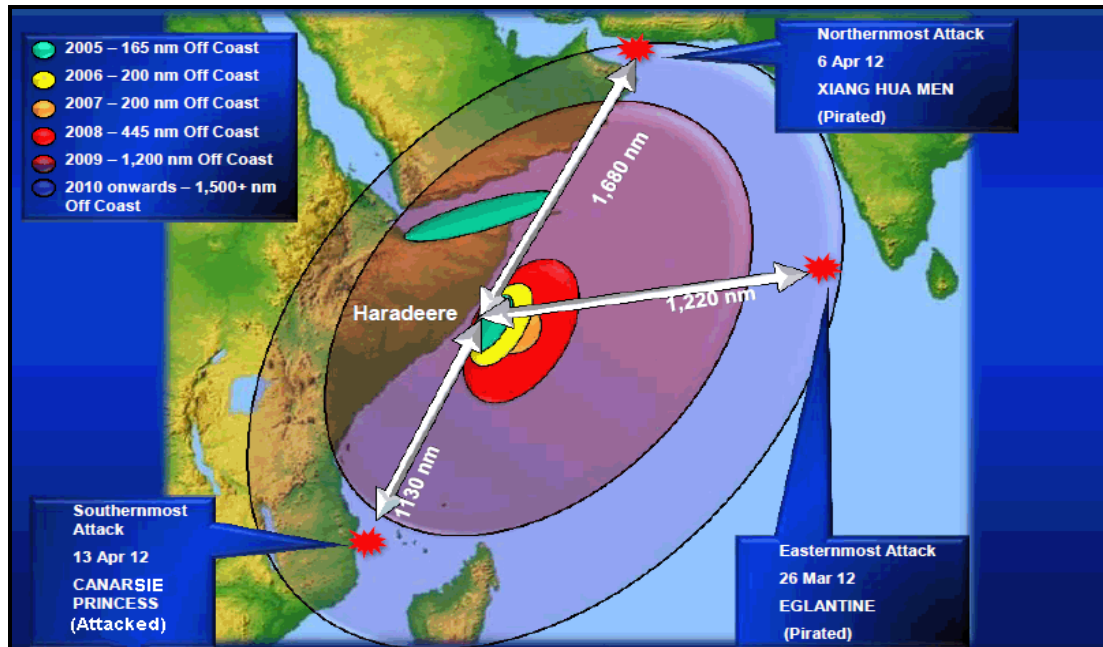 2005 – 165 nm Off Coast
2006 – 200 nm Off Coast
2007 – 200 nm Off Coast
2008 – 445 nm Off Coast
2009 – 1,200 nm Off Coast
2010 onwards – 1,500+ nm
Off Coast
Northernmost Attack
6 Apr 12
XIANG HUA MEN
(Pirated)
1,680 nm
1,220 nm
Haradeere
1130 nm
Southernmost
Attack
13 Apr 12
CANARSIE
PRINCESS
(Attacked)
Easternmost Attack
26 Mar 12
EGLANTINE
(Pirated)